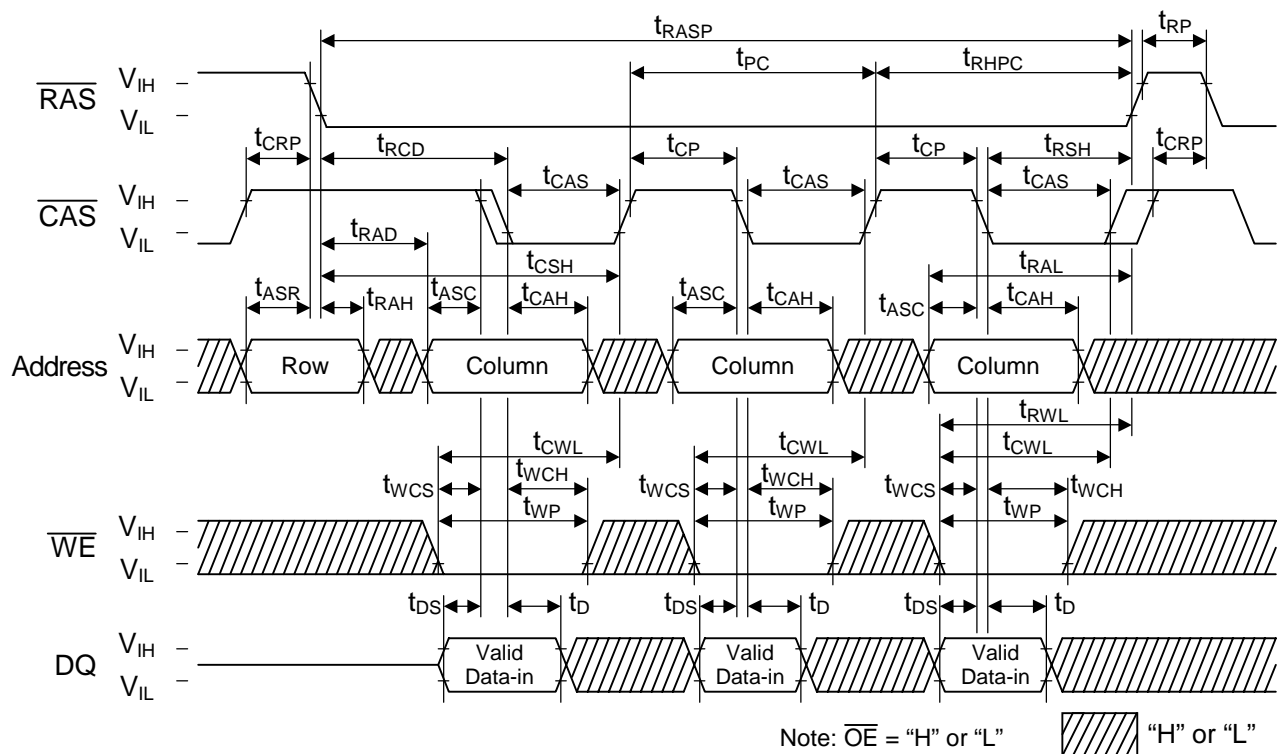 tRASP tRP
tPC tRHPC
RAS VIH
VIL
tCRP tRCD tCP tCP tRSH tCRP
tCAS tCAS tCAS
CAS VIH
VIL
tRAD
tCSH tRAL
tASR tRAH tASC tCAH tASC tCAH tASC tCAH
Address VIH
VIL
Row Column Column Column
tRWL
tCWL tCWL tCWL
tWCS tWCH tWCS tWCH tWCS tWCH
tWP tWP tWP
WE VIH
VIL
tDS tD tDS tD tDS tD
DQ VIH
VIL
Valid Data-in Valid Data-in Valid Data-in
Note: OE = “H” or “L” “H” or “L”